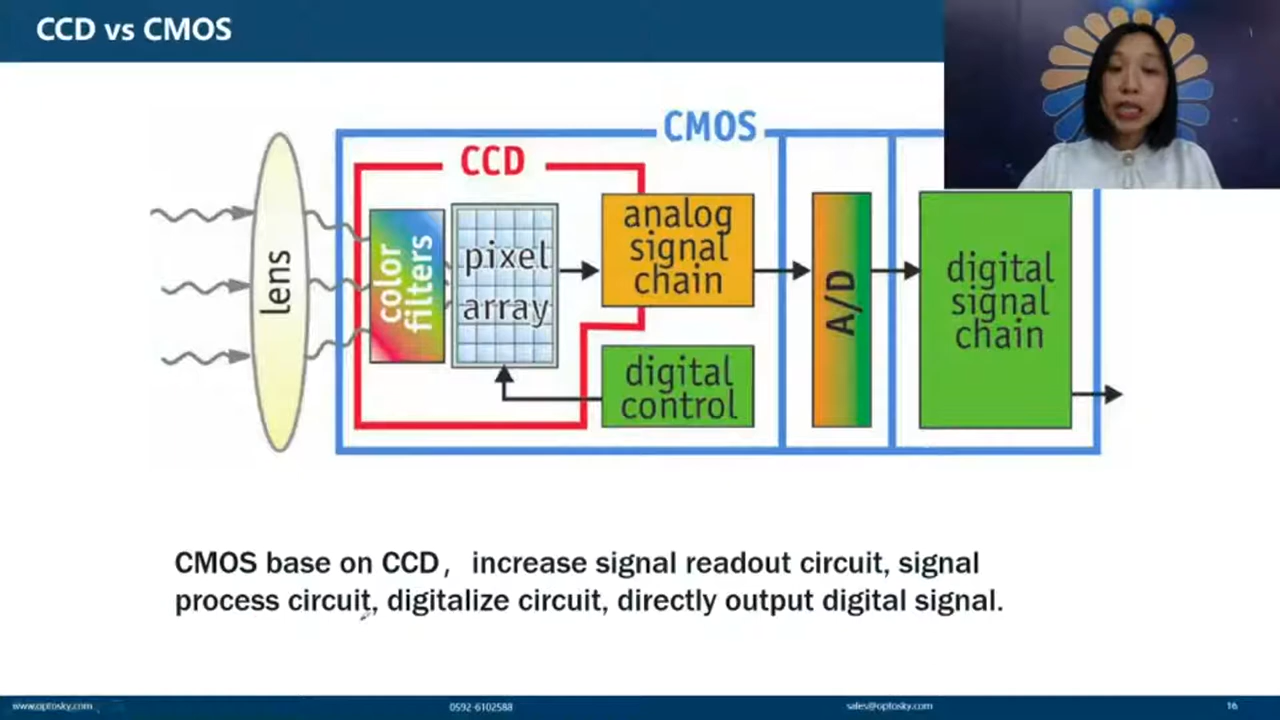 CCD vs CMOS
CMOS
CCD
lens
color
filters
pixel
array
analog
signal
chain
digital
control
A/D
digital
signal
chain
CMOS base on CCD，increase signal readout circuit, signal
process circuit, digitalize circuit, directly output digital signal.
www.optosky.com
0592-6102588
sales@optosky.com
16